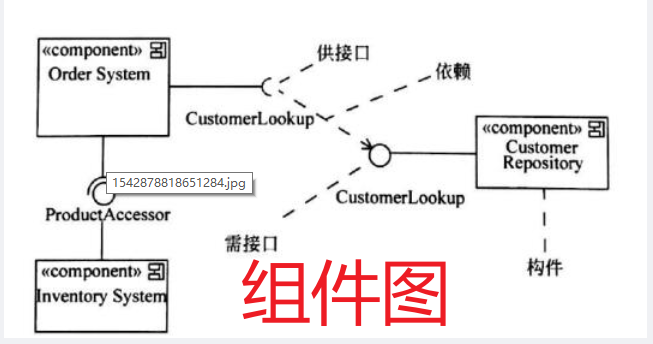 «component»
Order System
供接口
依赖
CustomerLookup
«component»
Customer
Repository
1542878818651284.jpg
CustomerLookup
ProductAccessor
需接口
构件
«component»
Inventory System
组件图